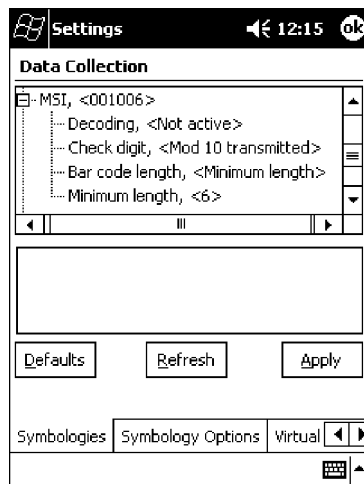 Settings 12:15 ok
Data Collection
MSI, <001006>
Decoding, <Not active>
Check digit, <Mod 10 transmitted>
Bar code length, <Minimum length>
Minimum length, <6>
Defaults Refresh Apply
Symbologies Symbology Options Virtual